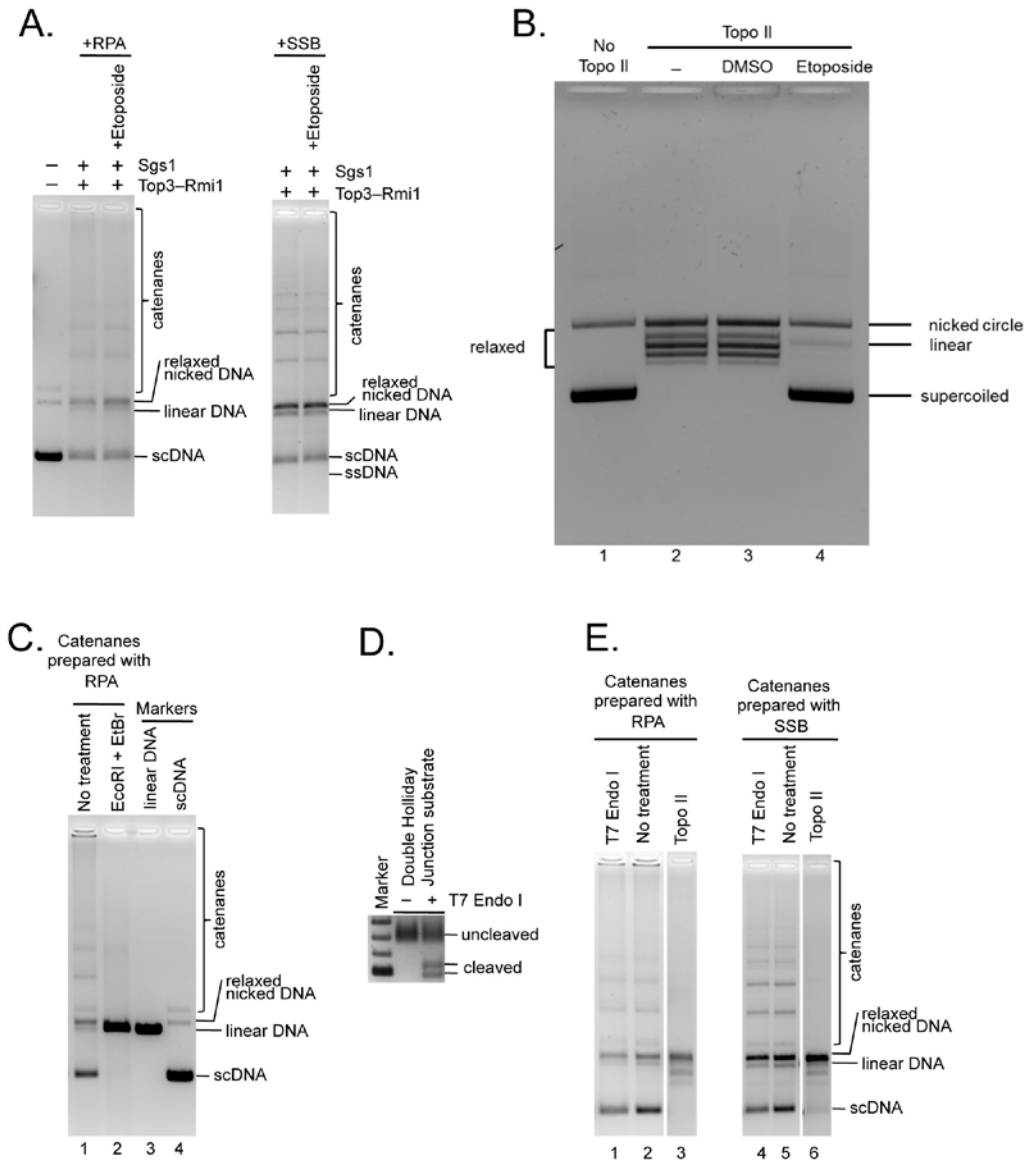 A.
+RPA
+Etoposide
− + + Sgs1
− + + Top3–Rmi1
catenanes
relaxed
nicked DNA
linear DNA
scDNA
+SSB
+Etoposide
+ + Sgs1
+ + Top3–Rmi1
catenanes
relaxed
nicked DNA
linear DNA
scDNA
ssDNA
B.
No
Topo II
Topo II
– DMSO Etoposide
relaxed
nicked circle
linear
supercoiled
1 2 3 4
C.
Catenanes
prepared with
RPA
Markers
No treatment
EcoRI + EtBr
linear DNA
scDNA
catenanes
relaxed
nicked DNA
linear DNA
scDNA
1 2 3 4
D.
Marker
Double Holliday
Junction substrate
− + T7 Endo I
uncleaved
cleaved
E.
Catenanes
prepared with
RPA
T7 Endo I
No treatment
Topo II
1 2 3
Catenanes
prepared with
SSB
T7 Endo I
No treatment
Topo II
catenanes
relaxed
nicked DNA
linear DNA
scDNA
4 5 6